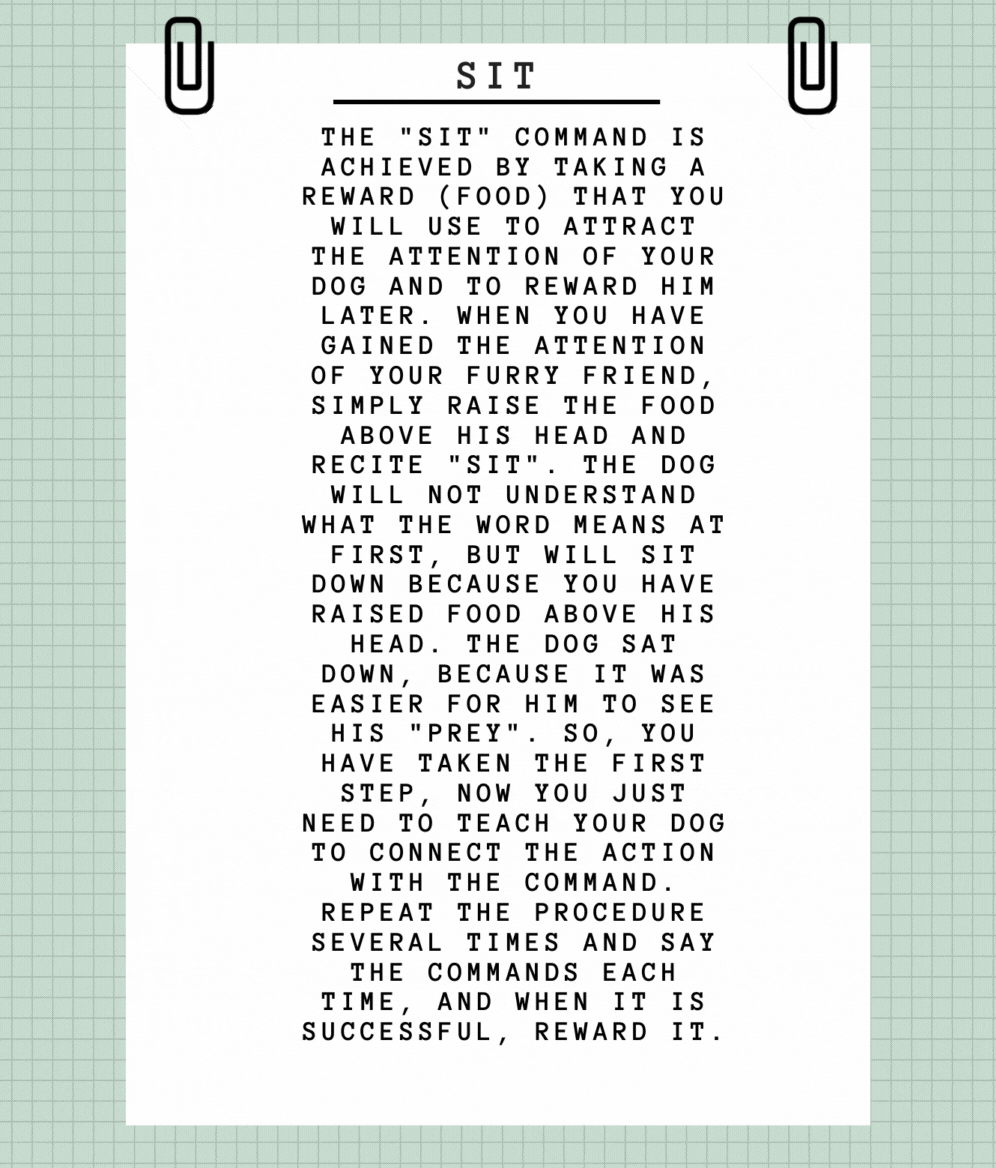 SIT
THE "SIT" COMMAND IS
ACHIEVED BY TAKING A
REWARD (FOOD) THAT YOU
WILL USE TO ATTRACT
THE ATTENTION OF YOUR
DOG AND TO REWARD HIM
LATER. WHEN YOU HAVE
GAINED THE ATTENTION
OF YOUR FURRY FRIEND,
SIMPLY RAISE THE FOOD
ABOVE HIS HEAD AND
RECITE "SIT". THE DOG
WILL NOT UNDERSTAND
WHAT THE WORD MEANS AT
FIRST, BUT WILL SIT
DOWN BECAUSE YOU HAVE
RAISED FOOD ABOVE HIS
HEAD. THE DOG SAT
DOWN, BECAUSE IT WAS
EASIER FOR HIM TO SEE
HIS "PREY". SO, YOU
HAVE TAKEN THE FIRST
STEP, NOW YOU JUST
NEED TO TEACH YOUR DOG
TO CONNECT THE ACTION
WITH THE COMMAND.
REPEAT THE PROCEDURE
SEVERAL TIMES AND SAY
THE COMMANDS EACH
TIME, AND WHEN IT IS
SUCCESSFUL, REWARD IT.